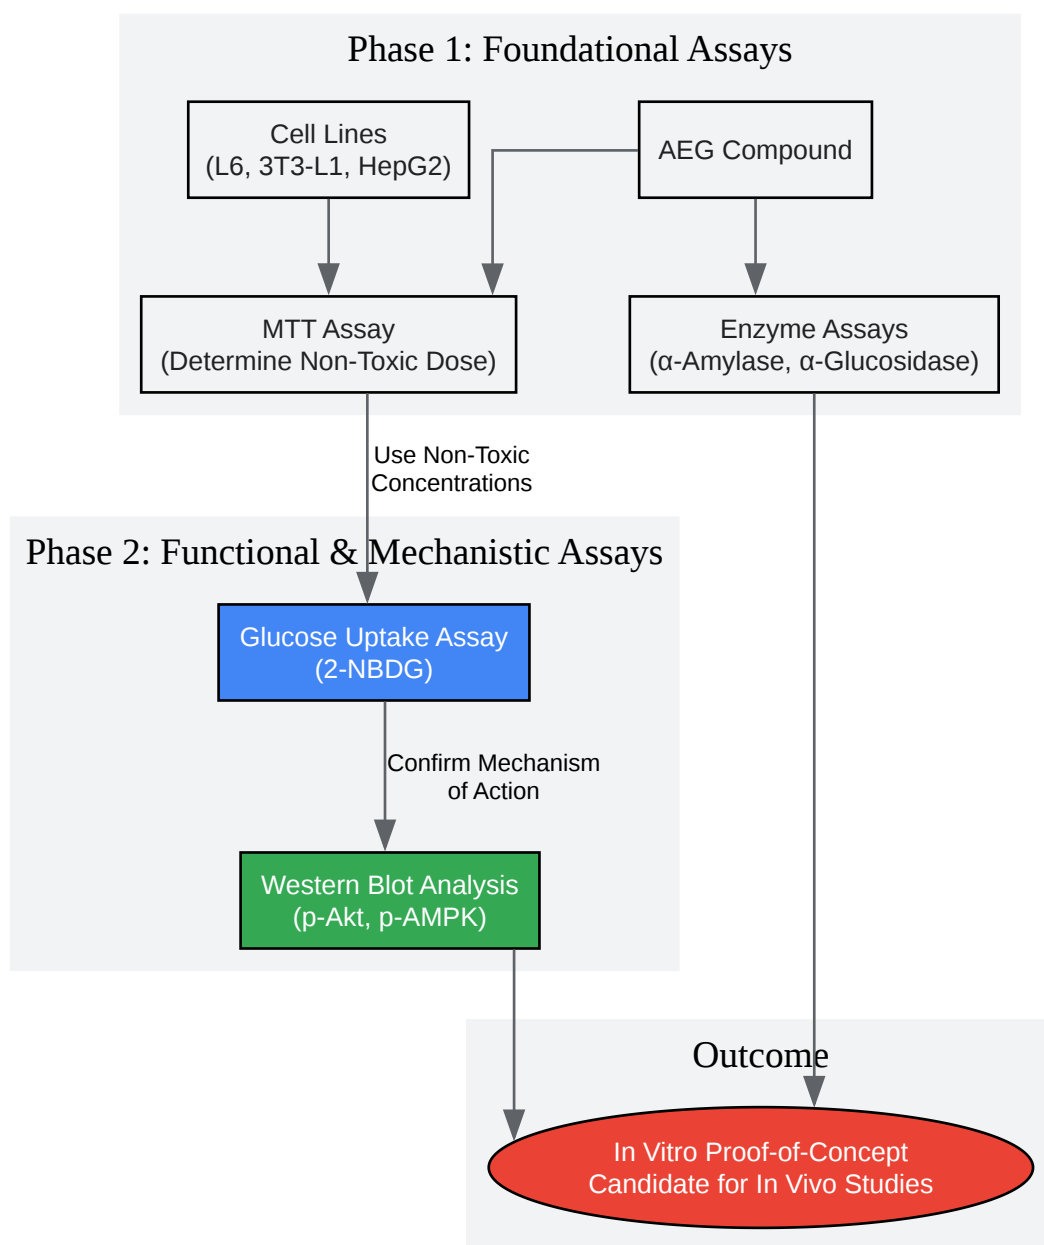 Phase 1: Foundational Assays
Cell Lines
(L6, 3T3-L1, HepG2)
AEG Compound
MTT Assay
(Determine Non-Toxic Dose)
Enzyme Assays
(α-Amylase, α-Glucosidase)
Use Non-Toxic
Concentrations
Phase 2: Functional & Mechanistic Assays
Glucose Uptake Assay
(2-NBDG)
Confirm Mechanism
of Action
Western Blot Analysis
(p-Akt, p-AMPK)
Outcome
In Vitro Proof-of-Concept
Candidate for In Vivo Studies